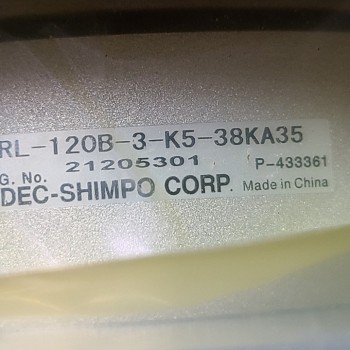 RL-120B-3-K5-38KA35
G. No. 21205301 P-433361
DEC-SHIMPO CORP. Made in China